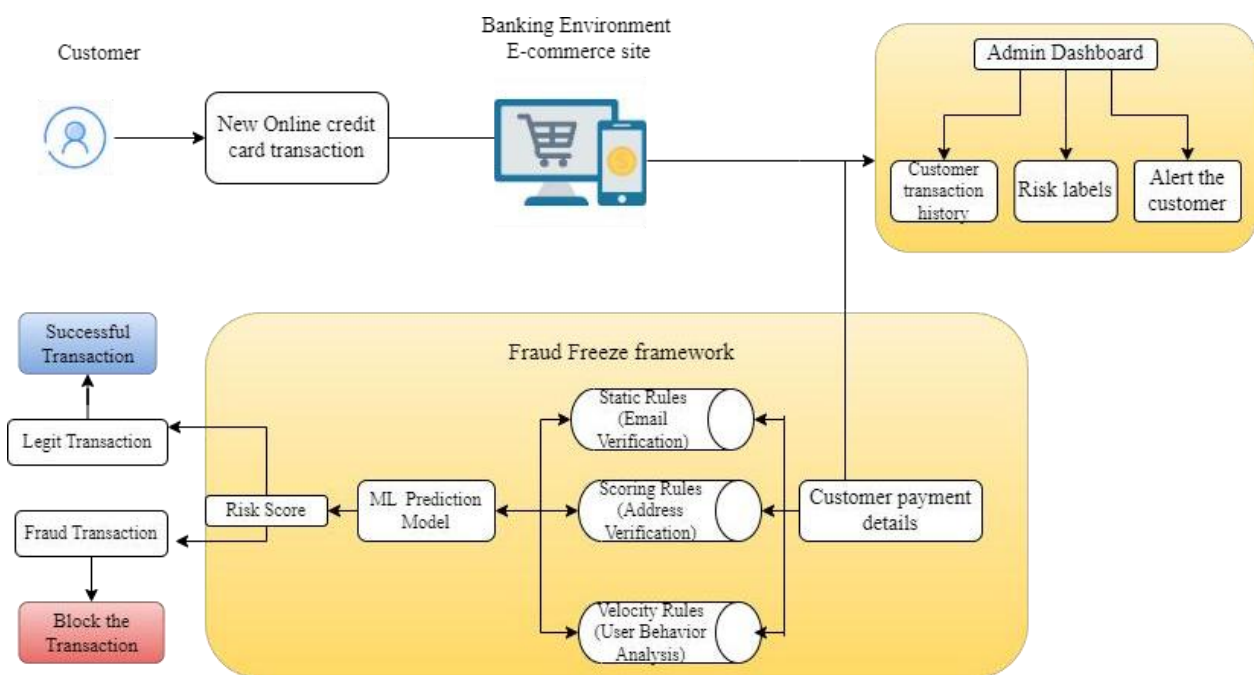 Customer
Banking Environment
E-commerce site
New Online credit
card transaction
Admin Dashboard
Customer
transaction
history
Risk labels
Alert the
customer
Successful
Transaction
Legit Transaction
Fraud Transaction
Block the
Transaction
Fraud Freeze framework
Risk Score
ML Prediction
Model
Static Rules
(Email
Verification)
Scoring Rules
(Address
Verification)
Velocity Rules
(User Behavior
Analysis)
Customer payment
details